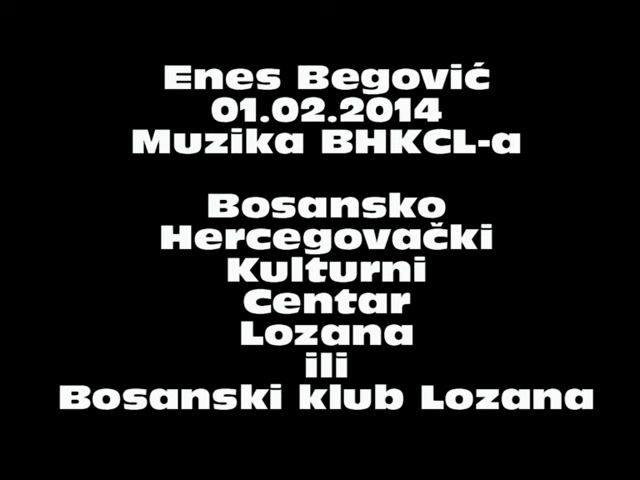 Enes Begović
01.02.2014
Muzika BHKCL-a
Bosansko
Hercegovački
Kulturni
Centar
Lozana
ili
Bosanski klub Lozana